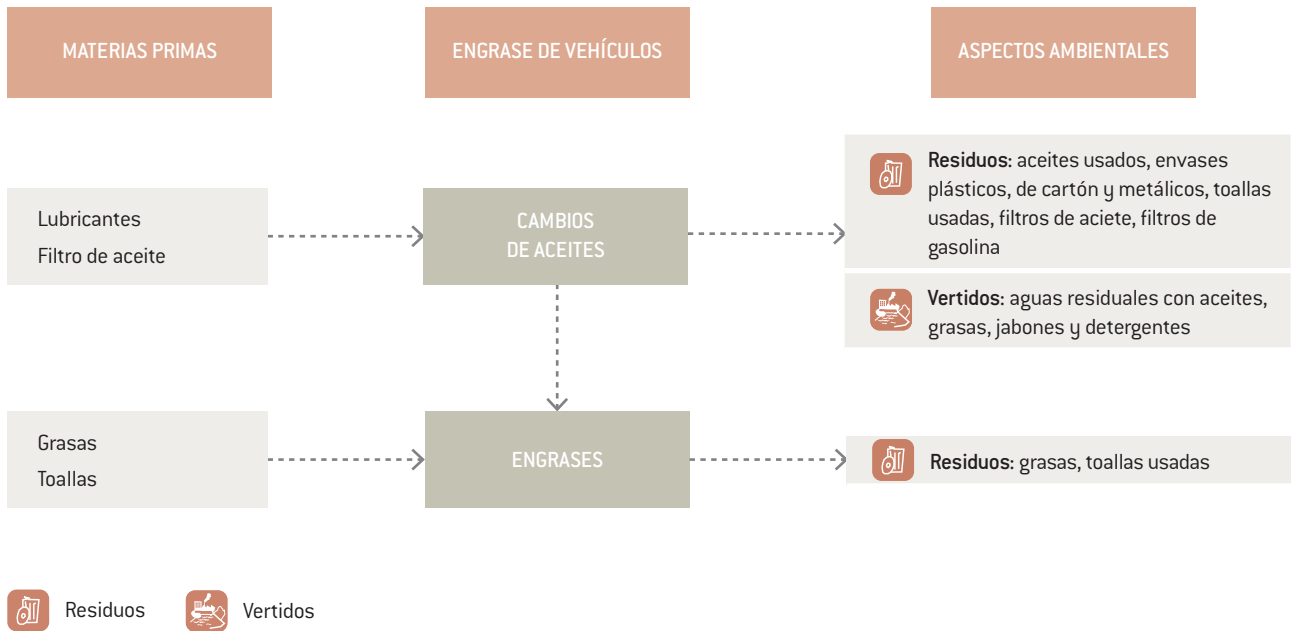 MATERIAS PRIMAS
ENGRASE DE VEHÍCULOS
ASPECTOS AMBIENTALES
Lubricantes
Filtro de aceite
CAMBIOS
DE ACEITES
Residuos: aceites usados, envases
plásticos, de cartón y metálicos, toallas
usadas, filtros de aciete, filtros de
gasolina
Vertidos: aguas residuales con aceites,
grasas, jabones y detergentes
Grasas
Toallas
ENGRASES
Residuos: grasas, toallas usadas
Residuos
Vertidos